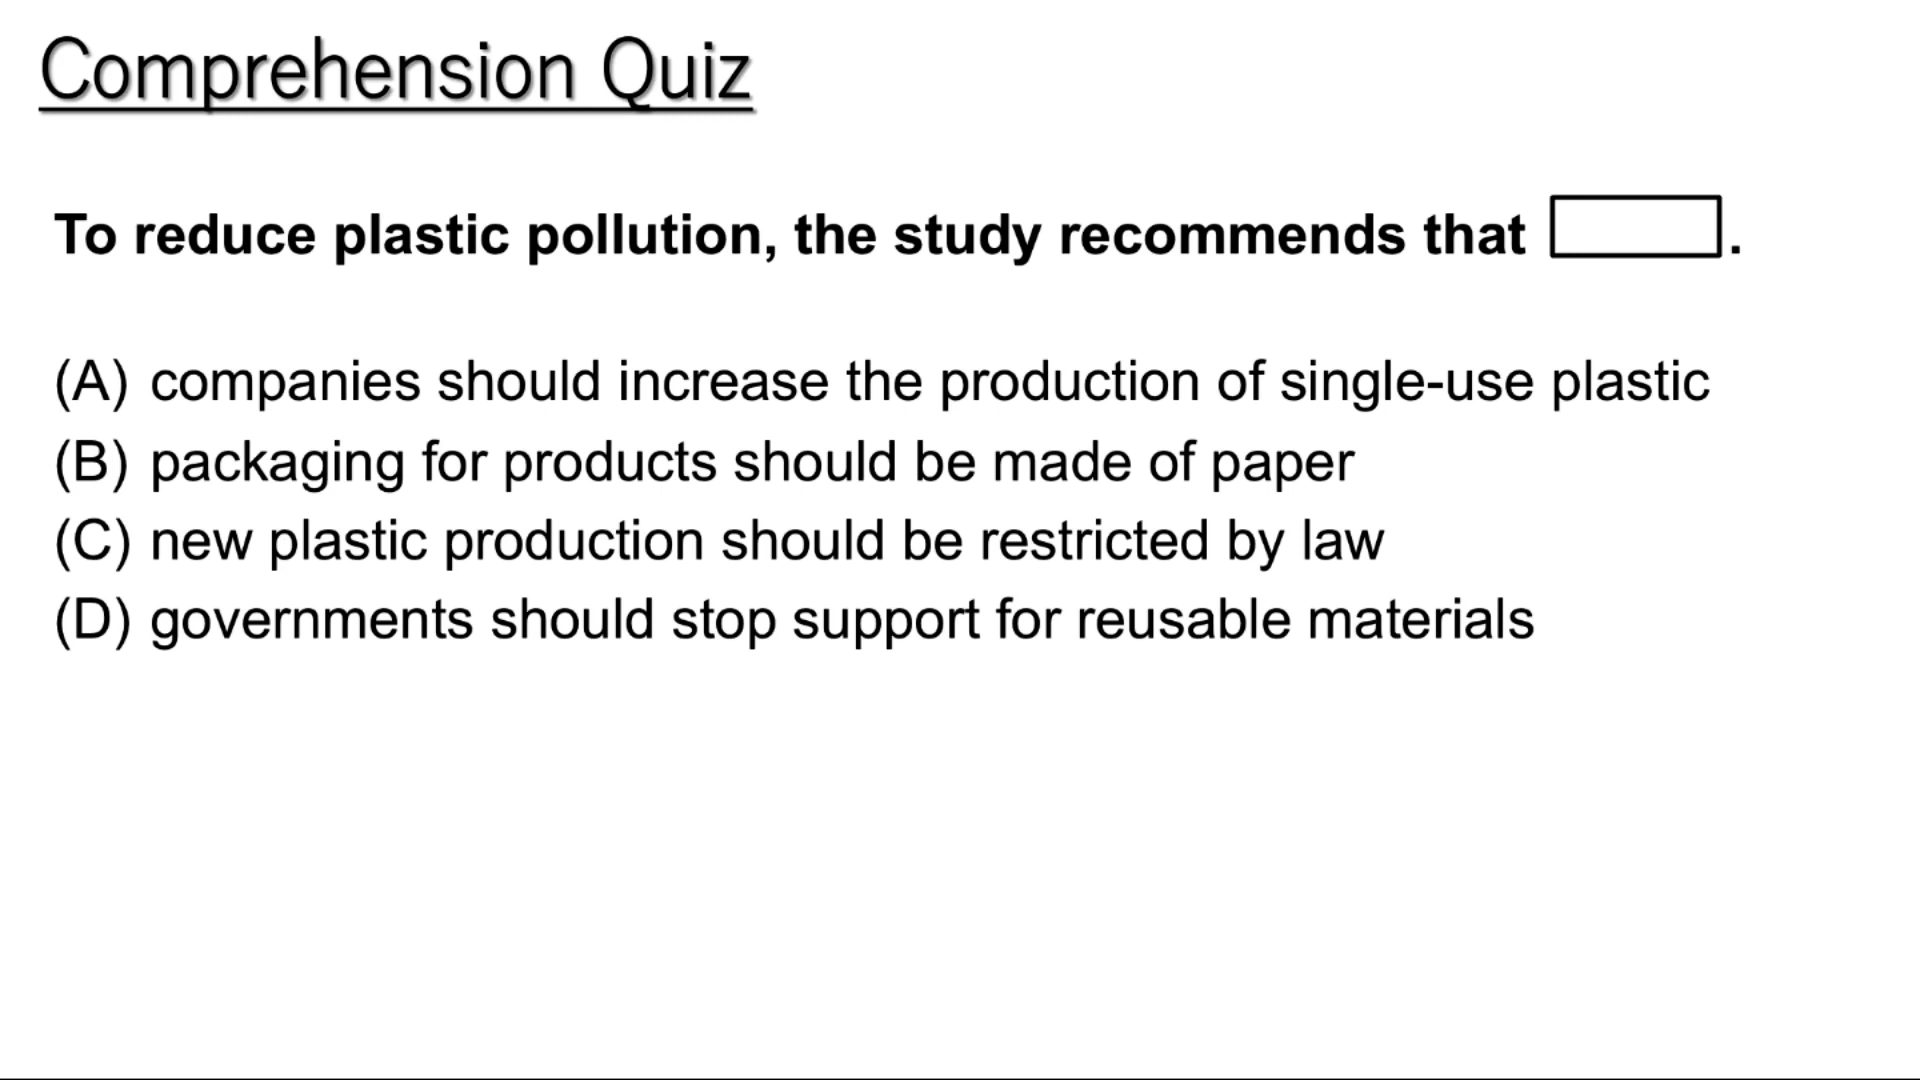 Comprehension Quiz
To reduce plastic pollution, the study recommends that .
(A) companies should increase the production of single-use plastic
(B) packaging for products should be made of paper
(C) new plastic production should be restricted by law
(D) governments should stop support for reusable materials